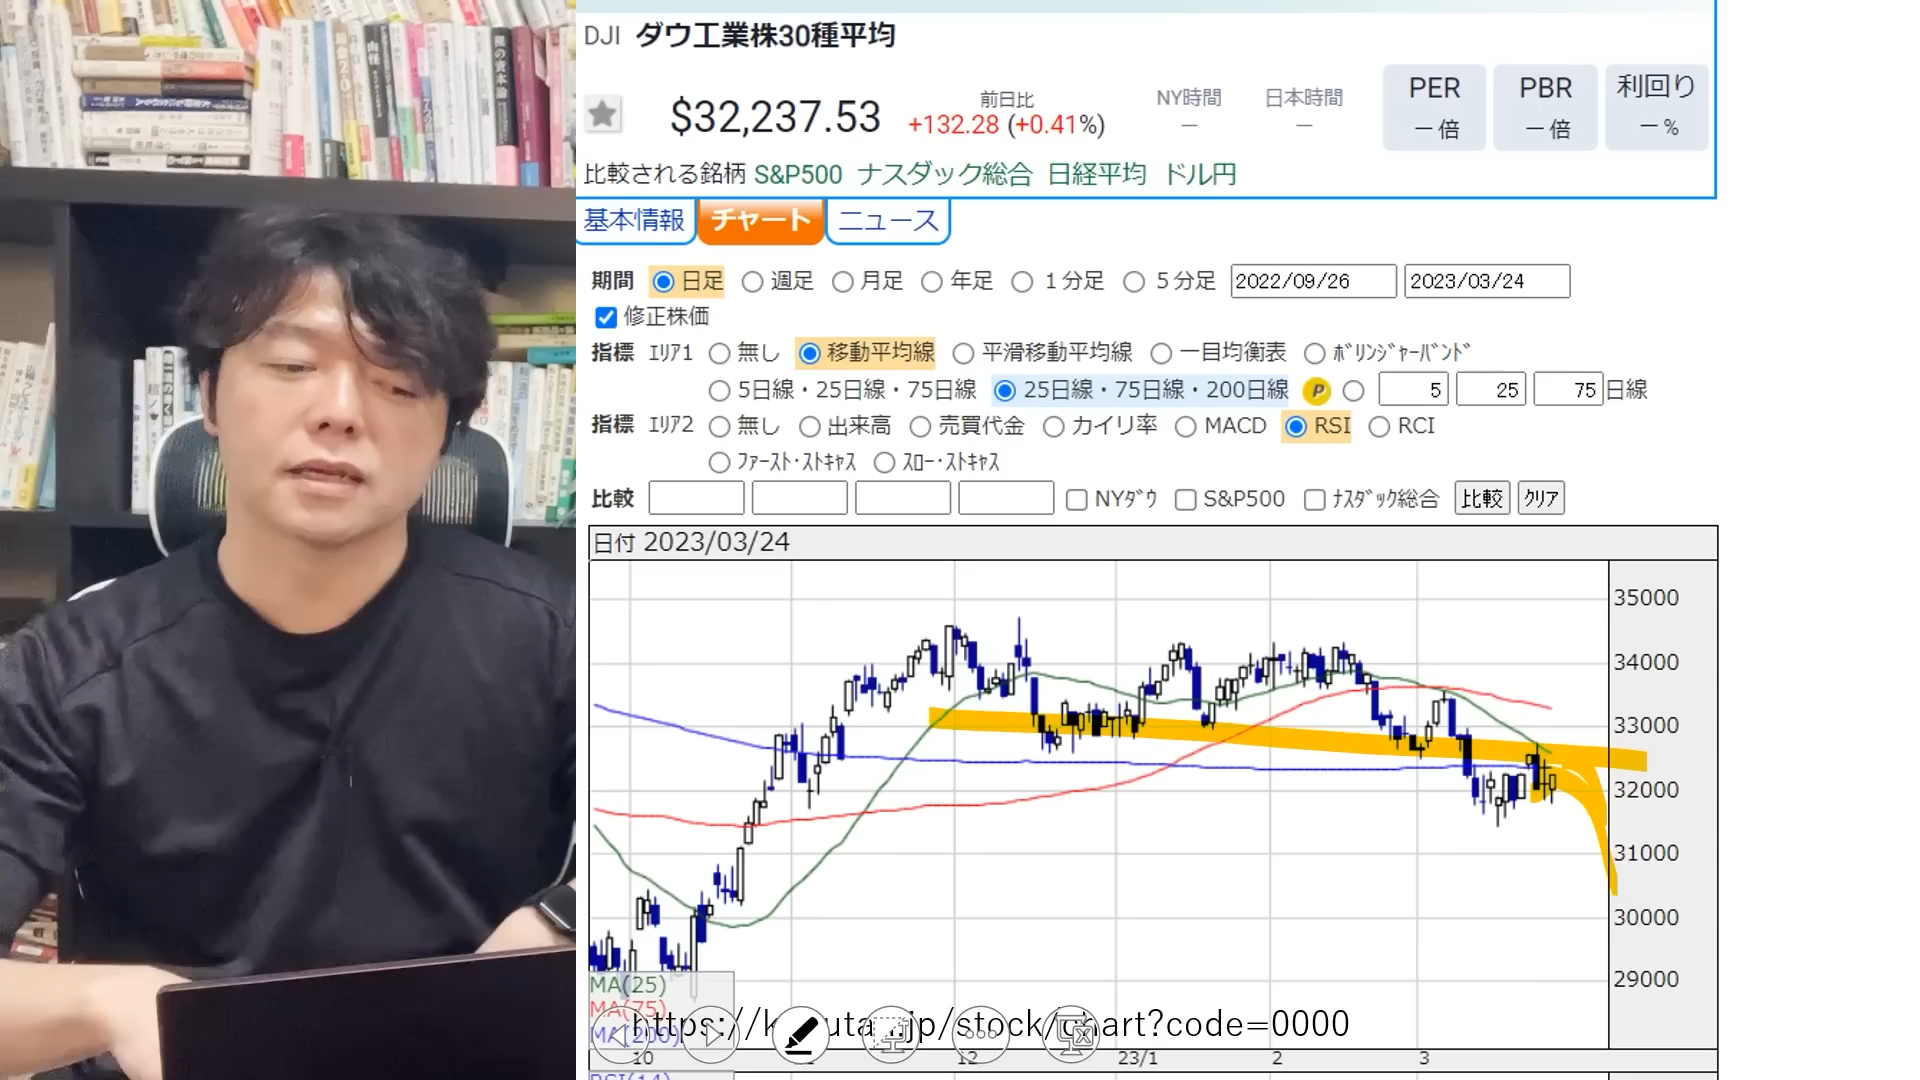 DJI ダウ工業株30種平均
$32,237.53
前日比
+132.28 (+0.41%)
NY時間
－
日本時間
－
PER
－倍
PBR
－倍
利回り
－%
比較される銘柄 S&P500 ナスダック総合 日経平均 ドル円
基本情報 チャート ニュース
期間 日足 週足 月足 年足 １分足 ５分足 2022/09/26 2023/03/24
修正株価
指標 ｴﾘｱ1 無し 移動平均線 平滑移動平均線 一目均衡表 ﾎﾞﾘﾝｼﾞｬｰﾊﾞﾝﾄﾞ
5日線・25日線・75日線 25日線・75日線・200日線 P 5 25 75 日線
指標 ｴﾘｱ2 無し 出来高 売買代金 カイリ率 MACD RSI RCI
ﾌｧｰｽﾄ･ｽﾄｷｬｽ ｽﾛｰ･ｽﾄｷｬｽ
比較 NYﾀﾞｳ S&P500 ﾅｽﾀﾞｯｸ総合 比較 ｸﾘｱ
日付 2023/03/24
35000
34000
33000
32000
31000
30000
29000
MA(25)
MA(75)
MA(200)
10 12 23/1 2 3
RSI(14)